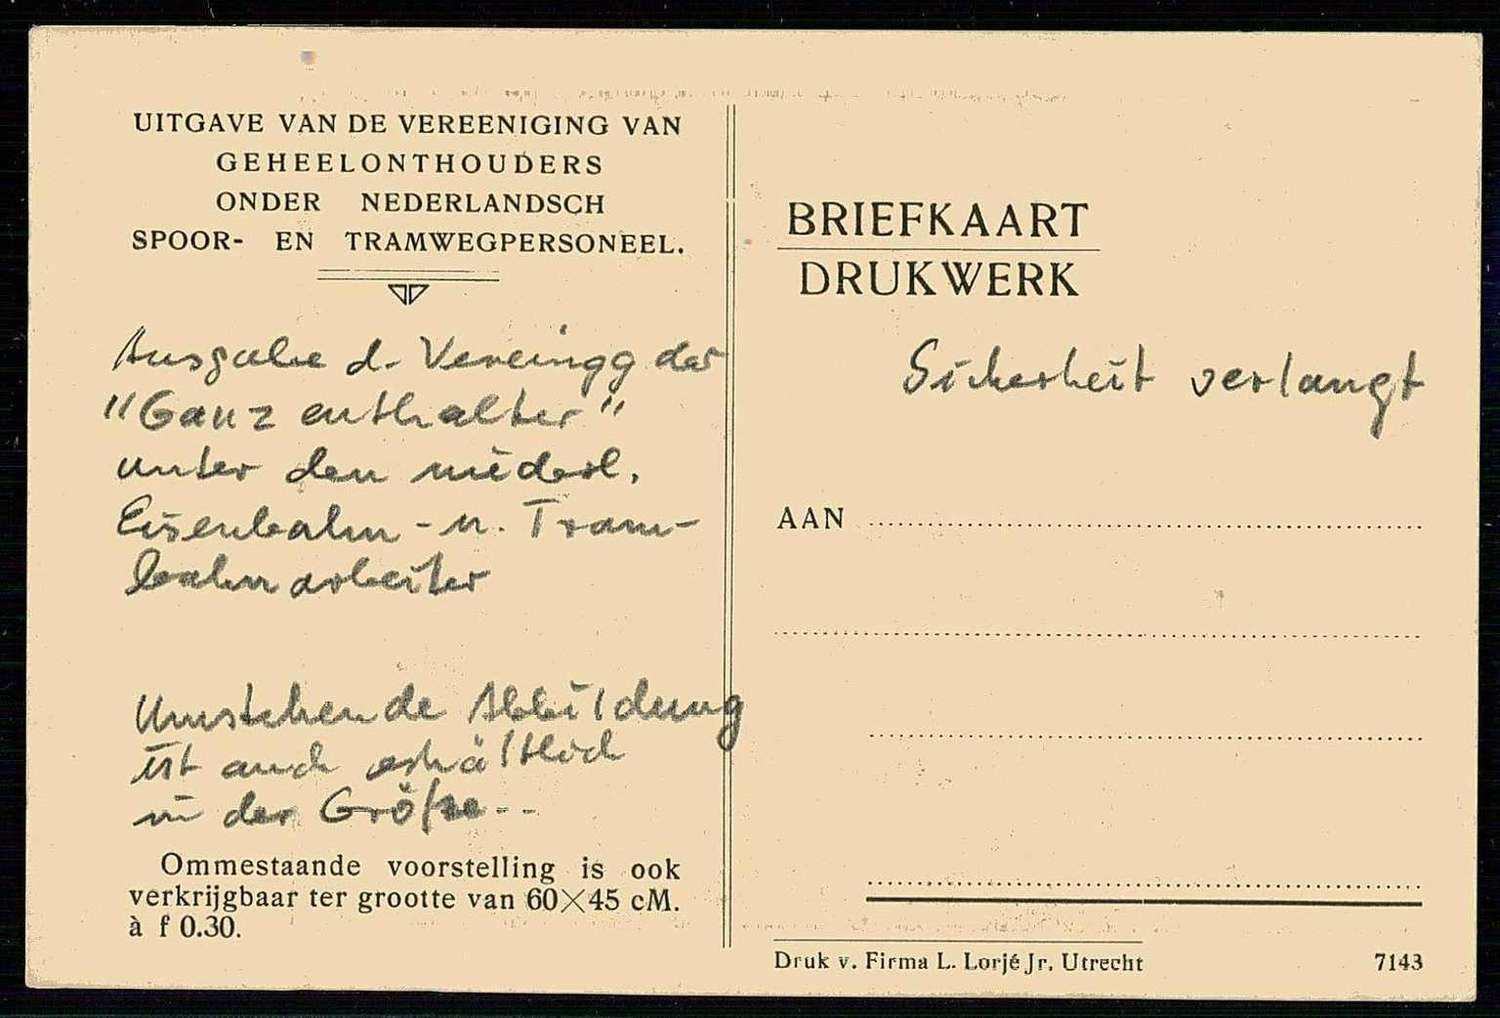 UITGAVE VAN DE VEREENIGING VAN
GEHEELONTHOUDERS
ONDER NEDERLANDSCH
SPOOR- EN TRAMWEGPERSONEEL.
Ausgabe d. Vereingg der
"Ganz enthalter"
unter den niederl.
Eisenbahn- u. Tram-
bahnarbeiter
Umstehende Abbildung
ist auch erhältlich
in der Größe--
Ommestaande voorstelling is ook
verkrijgbaar ter grootte van 60×45 cM.
à f 0.30.
BRIEFKAART
DRUKWERK
Sicherheit verlangt
AAN
Druk v. Firma L. Lorjé Jr. Utrecht
7143